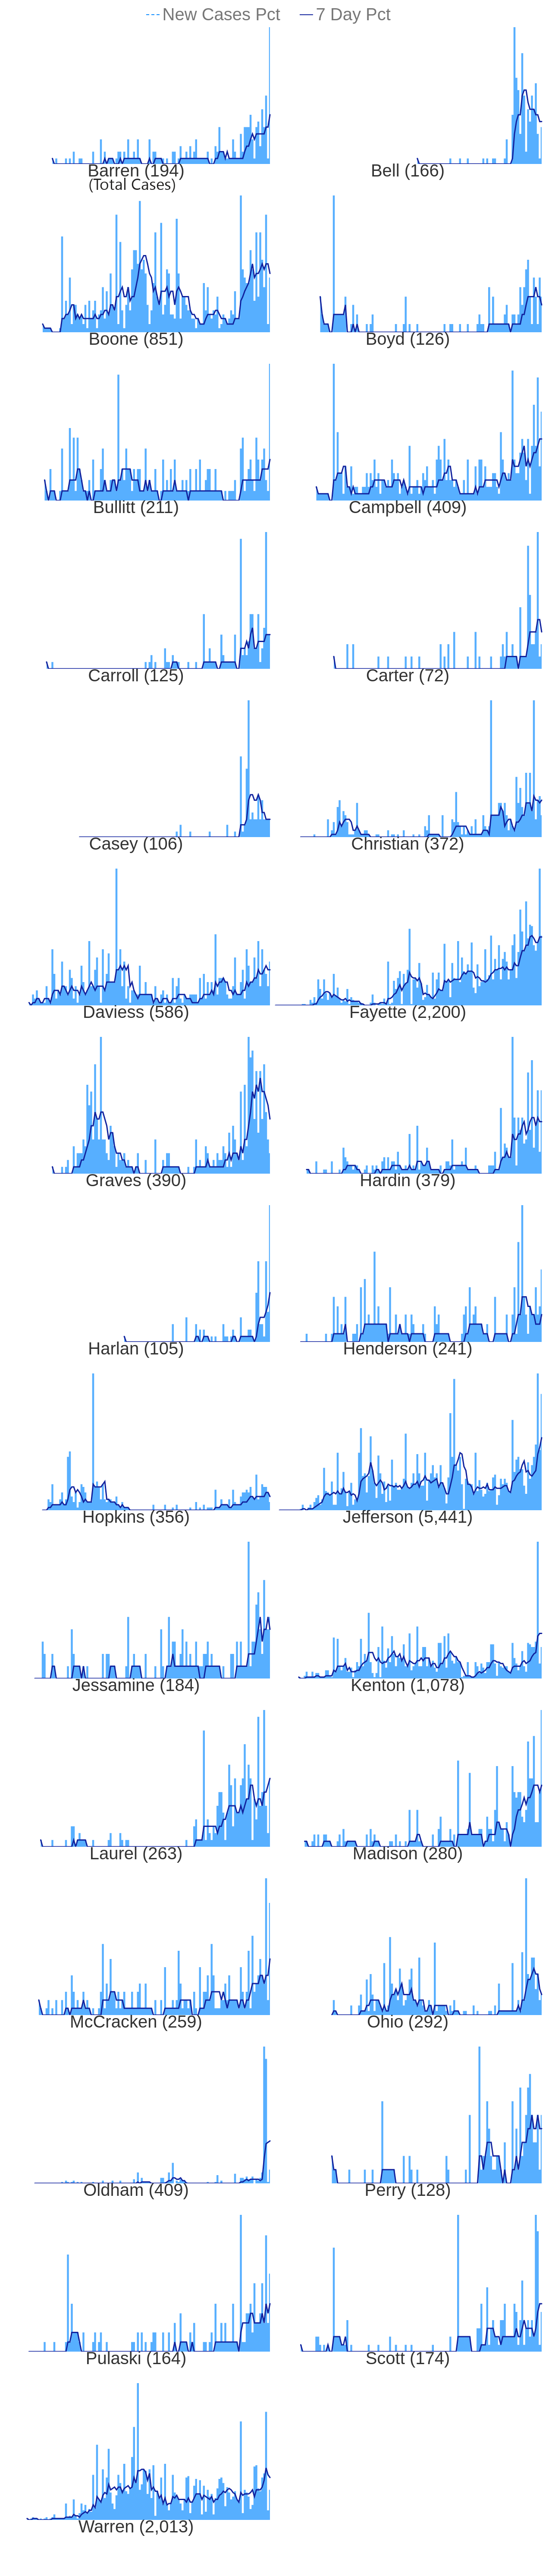 New Cases Pct 7 Day Pct
Barren (194) Bell (166)
(Total Cases)
Boone (851) Boyd (126)
Bullitt (211) Campbell (409)
Carroll (125) Carter (72)
Casey (106) Christian (372)
Daviess (586) Fayette (2,200)
Graves (390) Hardin (379)
Harlan (105) Henderson (241)
Hopkins (356) Jefferson (5,441)
Jessamine (184) Kenton (1,078)
Laurel (263) Madison (280)
McCracken (259) Ohio (292)
Oldham (409) Perry (128)
Pulaski (164) Scott (174)
Warren (2,013)